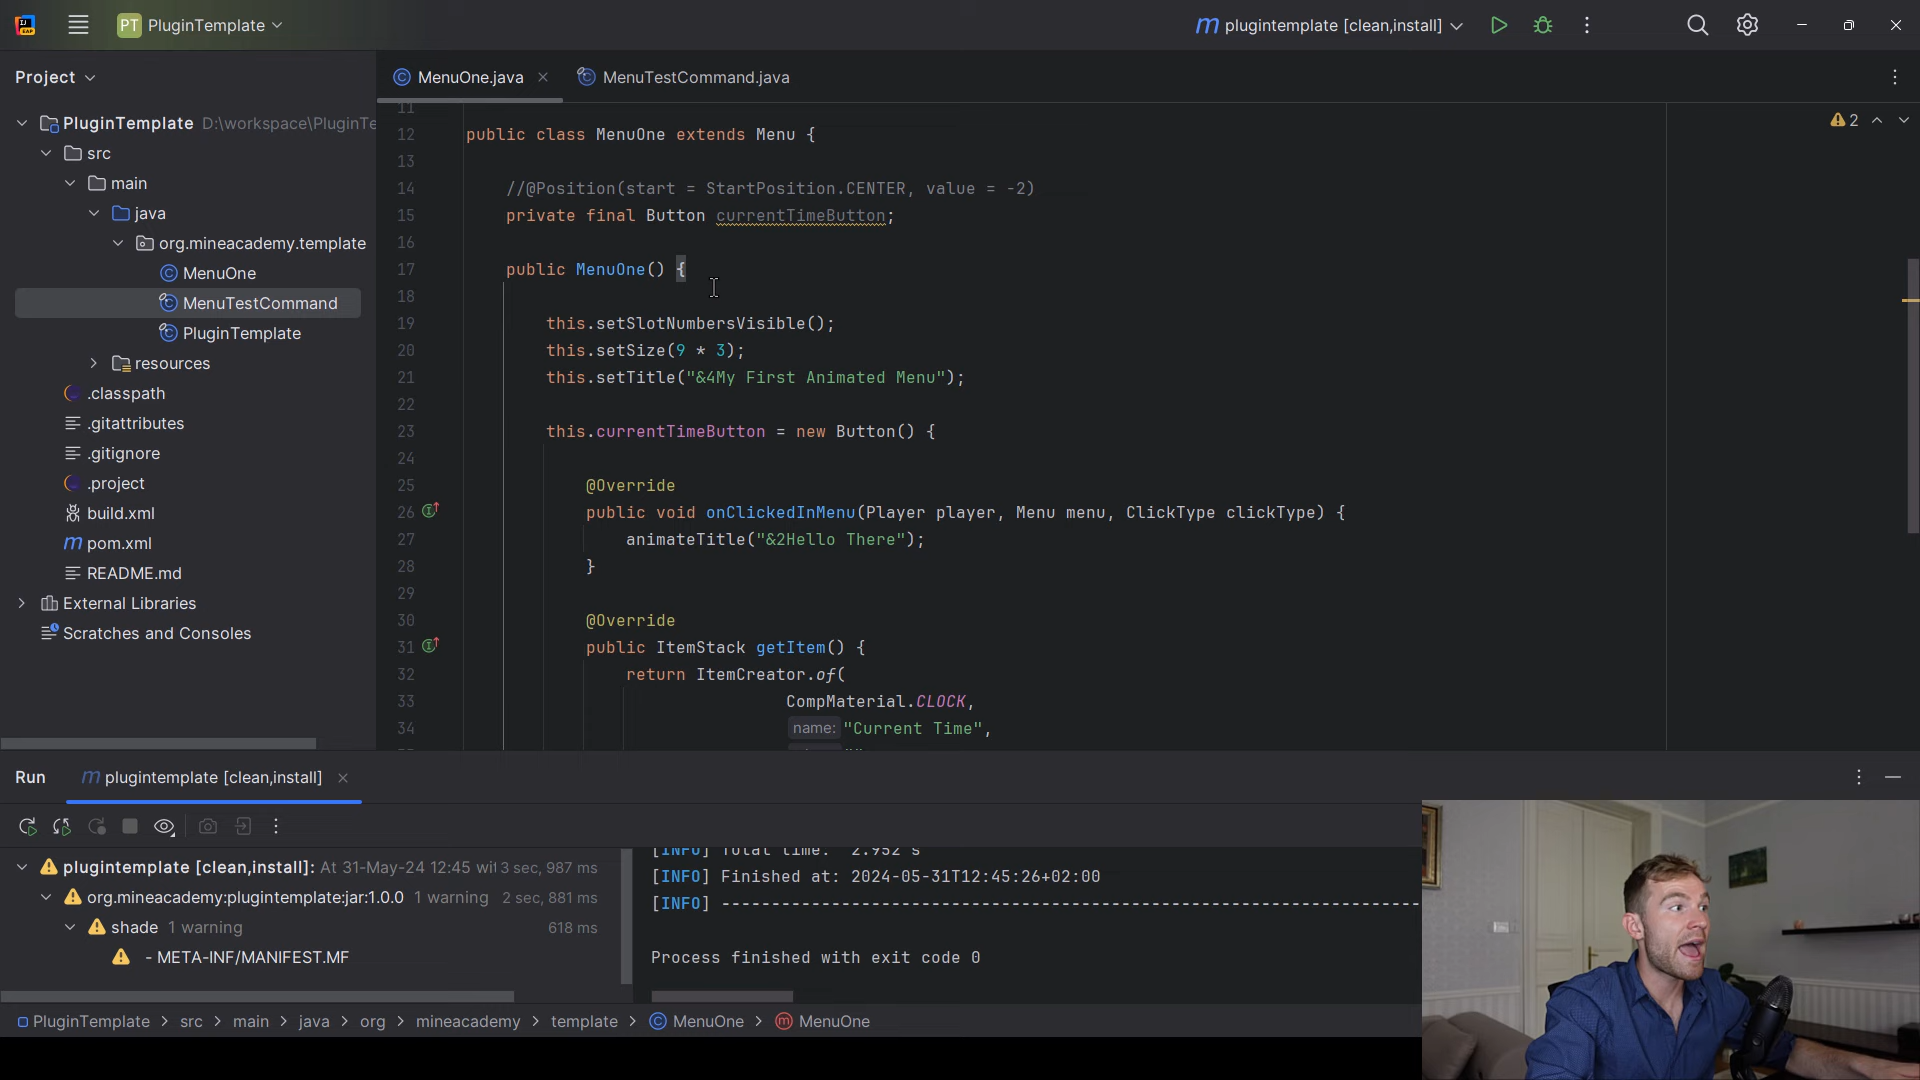 PT PluginTemplate
plugintemplate [clean,install]
Project
MenuOne.java
MenuTestCommand.java
PluginTemplate D:\workspace\PluginTe
src
main
java
org.mineacademy.template
MenuOne
MenuTestCommand
PluginTemplate
resources
.classpath
.gitattributes
.gitignore
.project
build.xml
pom.xml
README.md
External Libraries
Scratches and Consoles
2
11
12 public class MenuOne extends Menu {
13
14 //@Position(start = StartPosition.CENTER, value = -2)
15 private final Button currentTimeButton;
16
17 public MenuOne() {
18
19 this.setSlotNumbersVisible();
20 this.setSize(9 * 3);
21 this.setTitle("&4My First Animated Menu");
22
23 this.currentTimeButton = new Button() {
24
25 @Override
26 public void onClickedInMenu(Player player, Menu menu, ClickType clickType) {
27 animateTitle("&2Hello There");
28 }
29
30 @Override
31 public ItemStack getItem() {
32 return ItemCreator.of(
33 CompMaterial.CLOCK,
34 name: "Current Time",
Run
plugintemplate [clean,install]
plugintemplate [clean,install]: At 31-May-24 12:45 wit 3 sec, 987 ms
org.mineacademy:plugintemplate:jar:1.0.0 1 warning 2 sec, 881 ms
shade 1 warning 618 ms
- META-INF/MANIFEST.MF
[INFO] Total time: 2.952 s
[INFO] Finished at: 2024-05-31T12:45:26+02:00
[INFO] ------------------------------------------------------------------------
Process finished with exit code 0
PluginTemplate > src > main > java > org > mineacademy > template > MenuOne > MenuOne